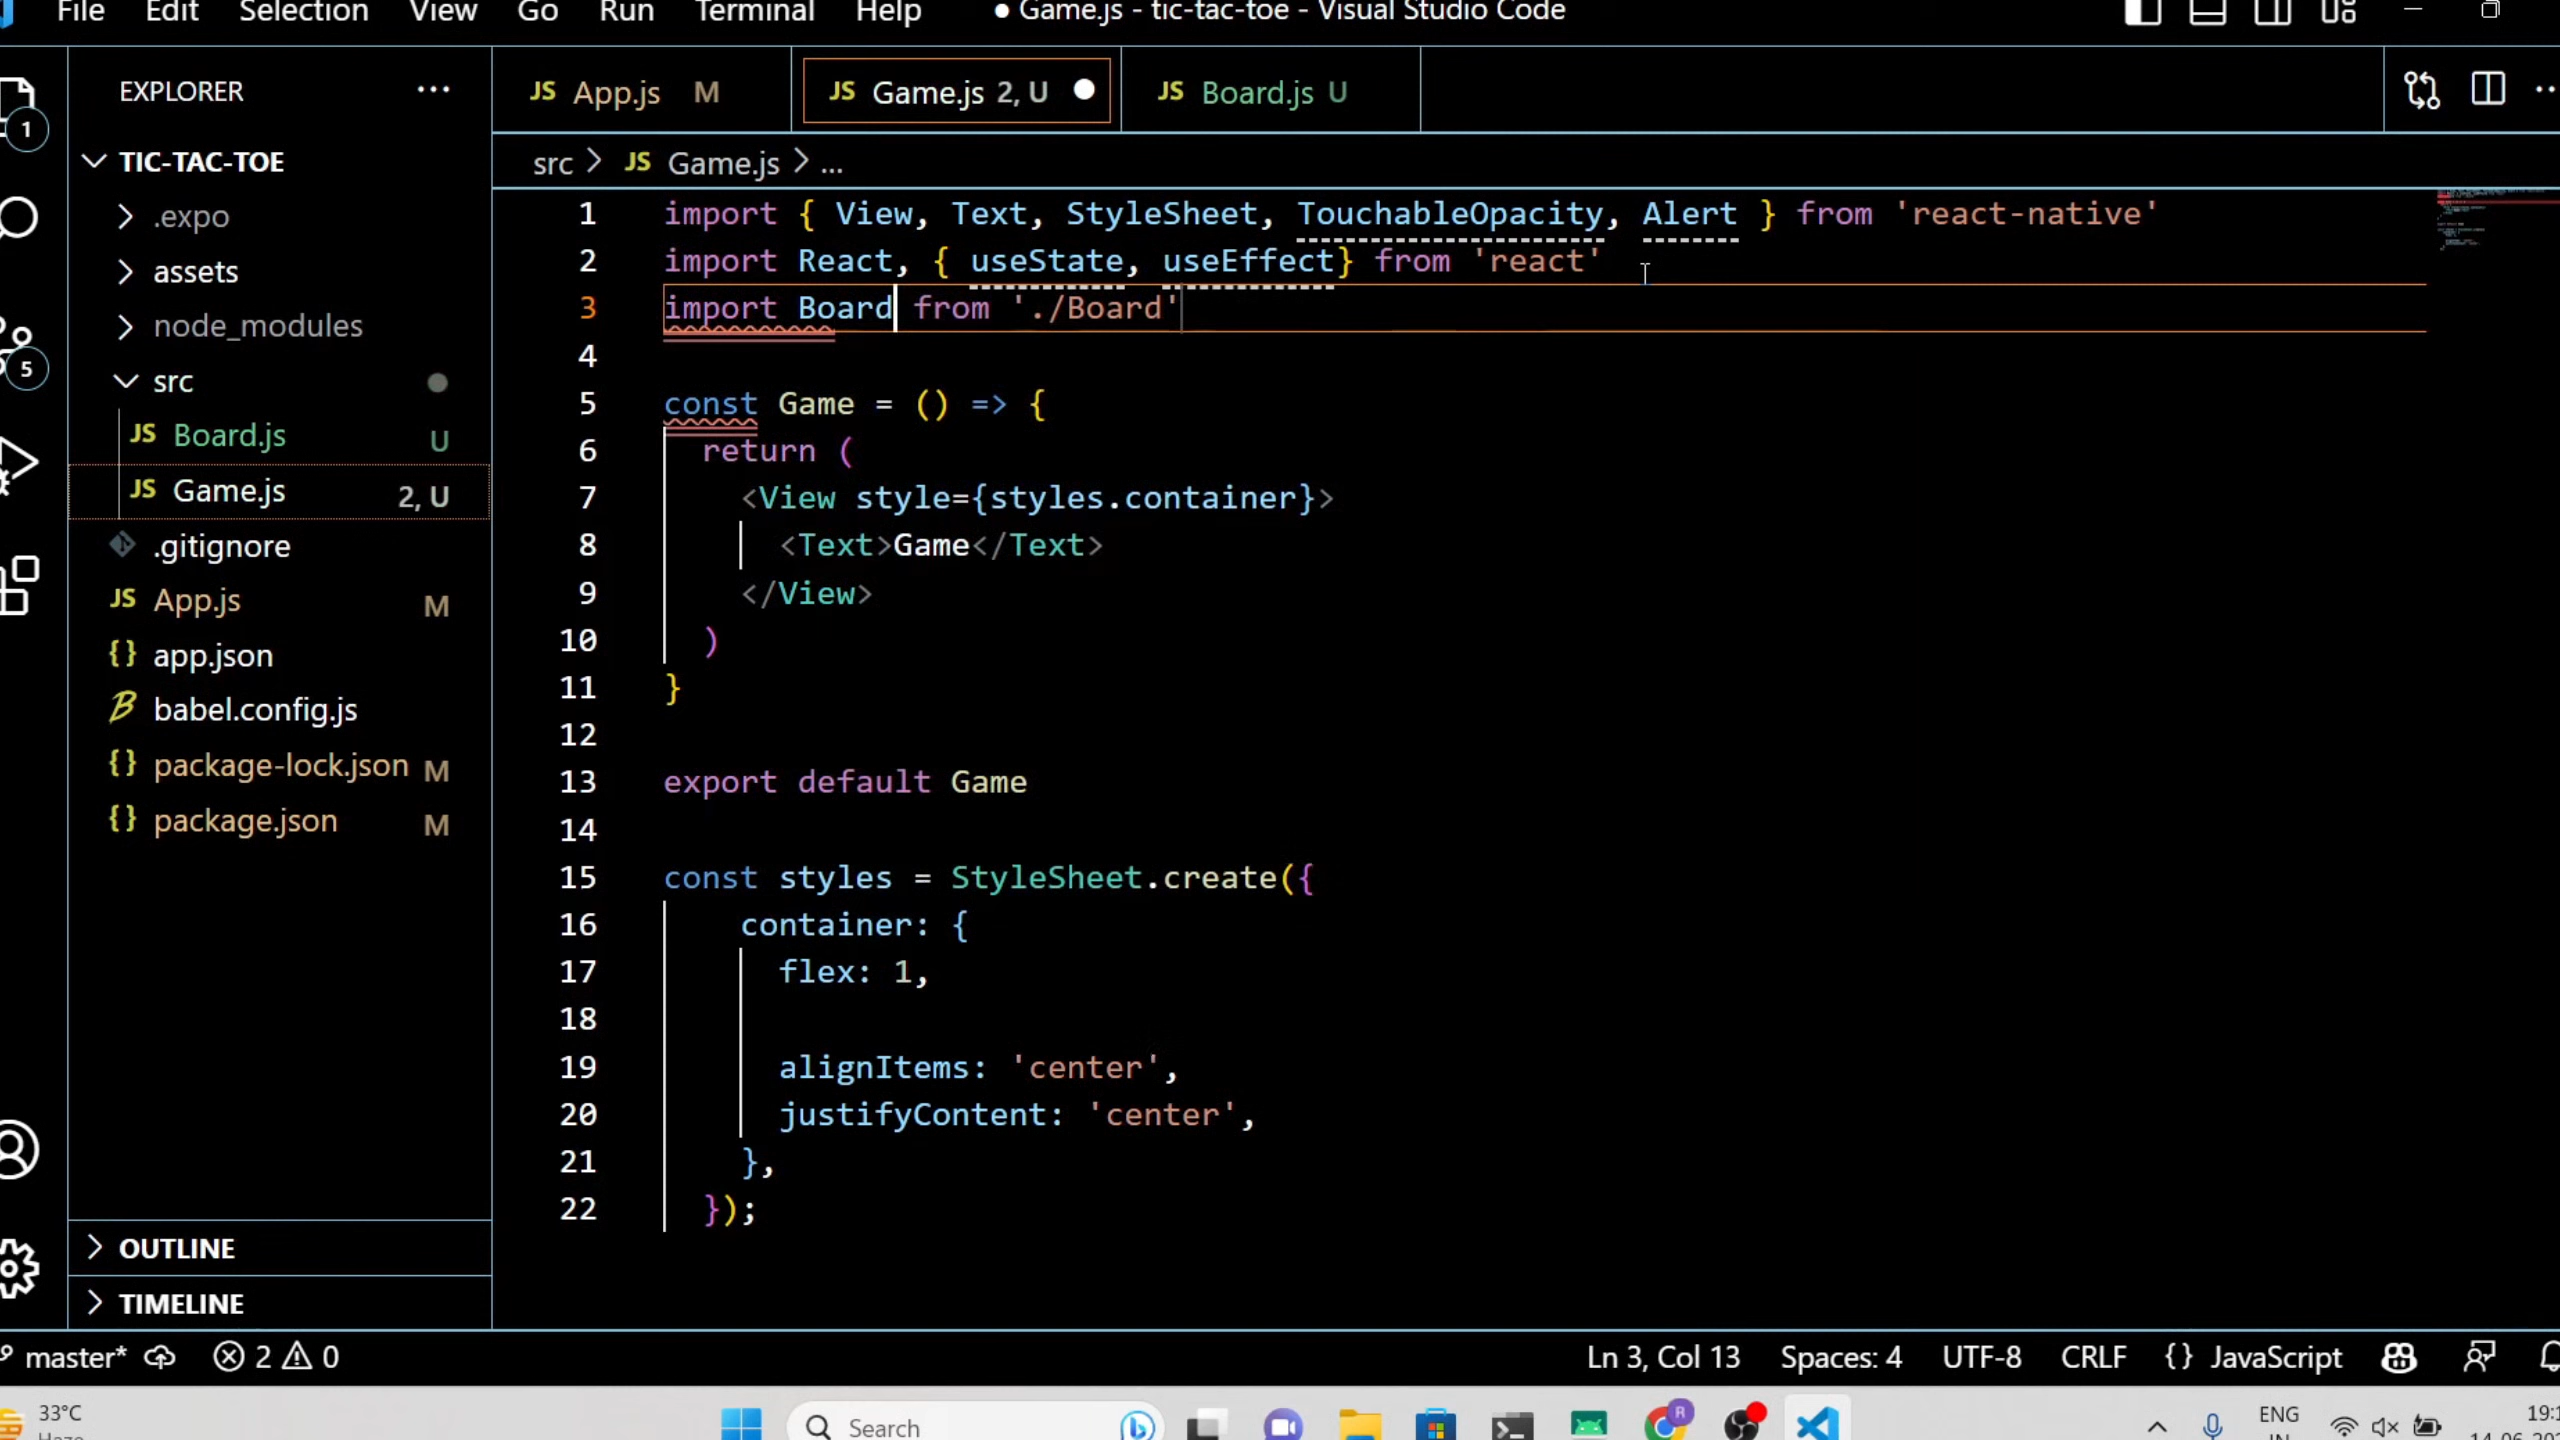 File Edit Selection View Go Run Terminal Help ● Game.js - tic-tac-toe - Visual Studio Code
EXPLORER ...
JS App.js M JS Game.js 2, U ● JS Board.js U
1
TIC-TAC-TOE
src > JS Game.js > ...
.expo
assets
node_modules
5
src
JS Board.js U
JS Game.js 2, U
.gitignore
JS App.js M
{} app.json
babel.config.js
{} package-lock.json M
{} package.json M
OUTLINE
TIMELINE
1 import { View, Text, StyleSheet, TouchableOpacity, Alert } from 'react-native'
2 import React, { useState, useEffect} from 'react'
3 import Board from './Board'
4
5 const Game = () => {
6 return (
7 <View style={styles.container}>
8 <Text>Game</Text>
9 </View>
10 )
11 }
12
13 export default Game
14
15 const styles = StyleSheet.create({
16 container: {
17 flex: 1,
18
19 alignItems: 'center',
20 justifyContent: 'center',
21 },
22 });
master* 2 0 Ln 3, Col 13 Spaces: 4 UTF-8 CRLF {} JavaScript
33°C
Search
R
ENG